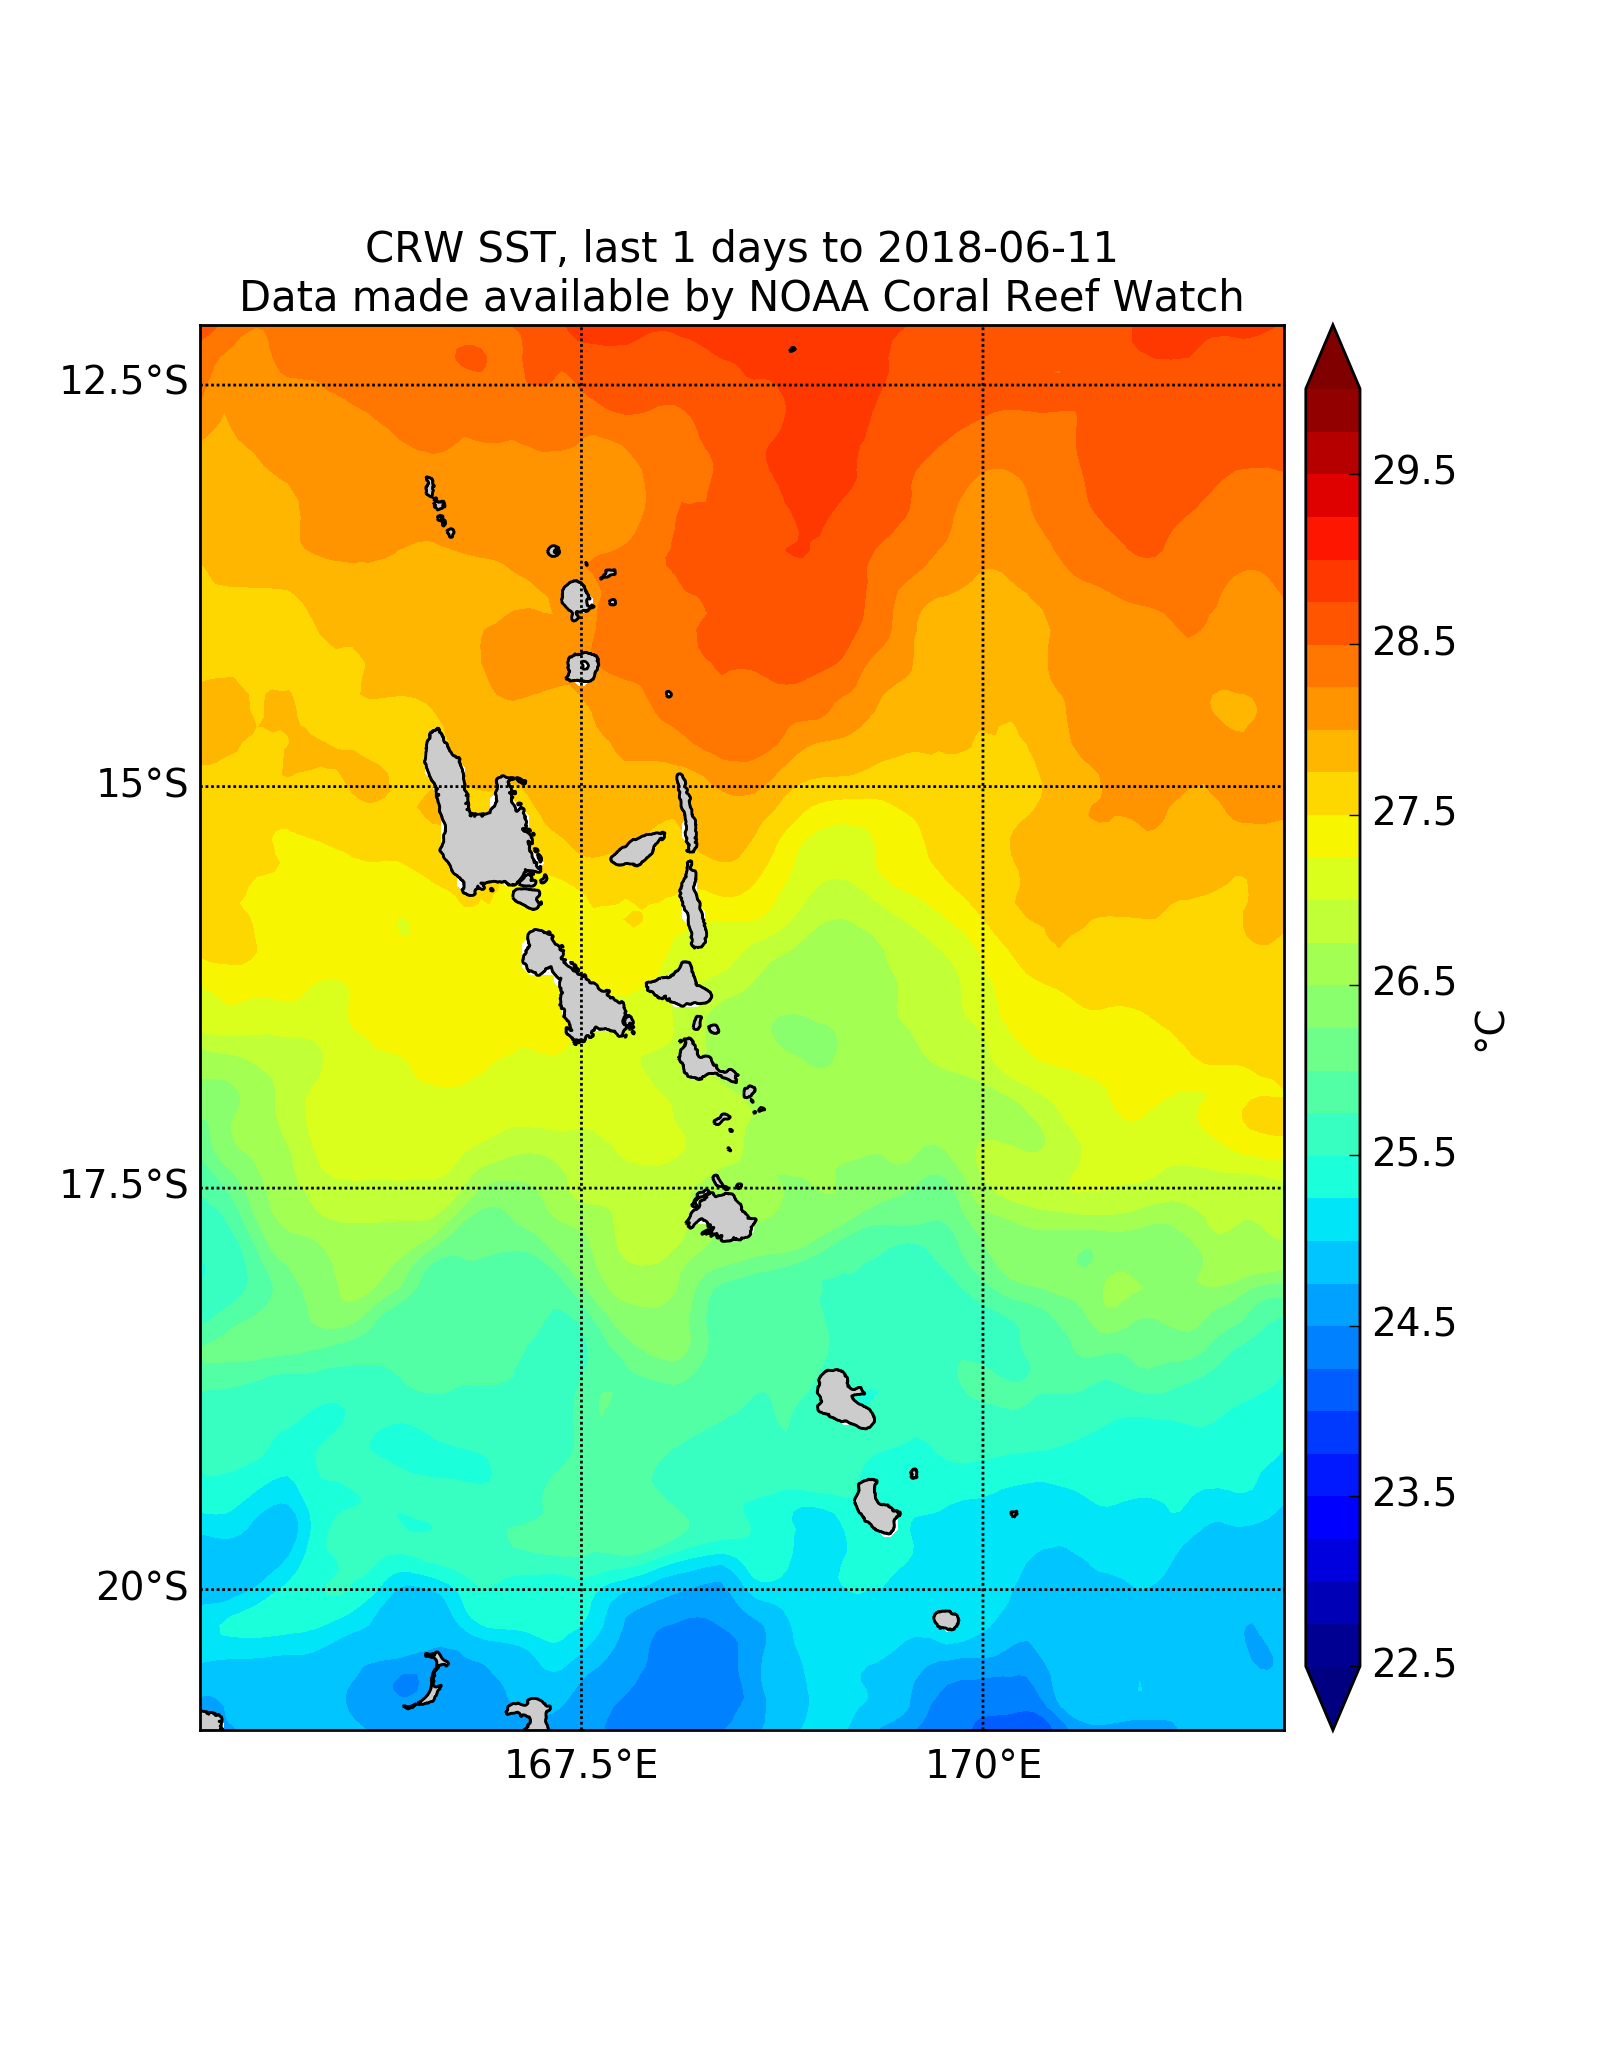 CRW SST, last 1 days to 2018-06-11
Data made available by NOAA Coral Reef Watch
12.5°S
15°S
17.5°S
20°S
167.5°E
170°E
29.5
28.5
27.5
26.5
25.5
24.5
23.5
22.5
°C